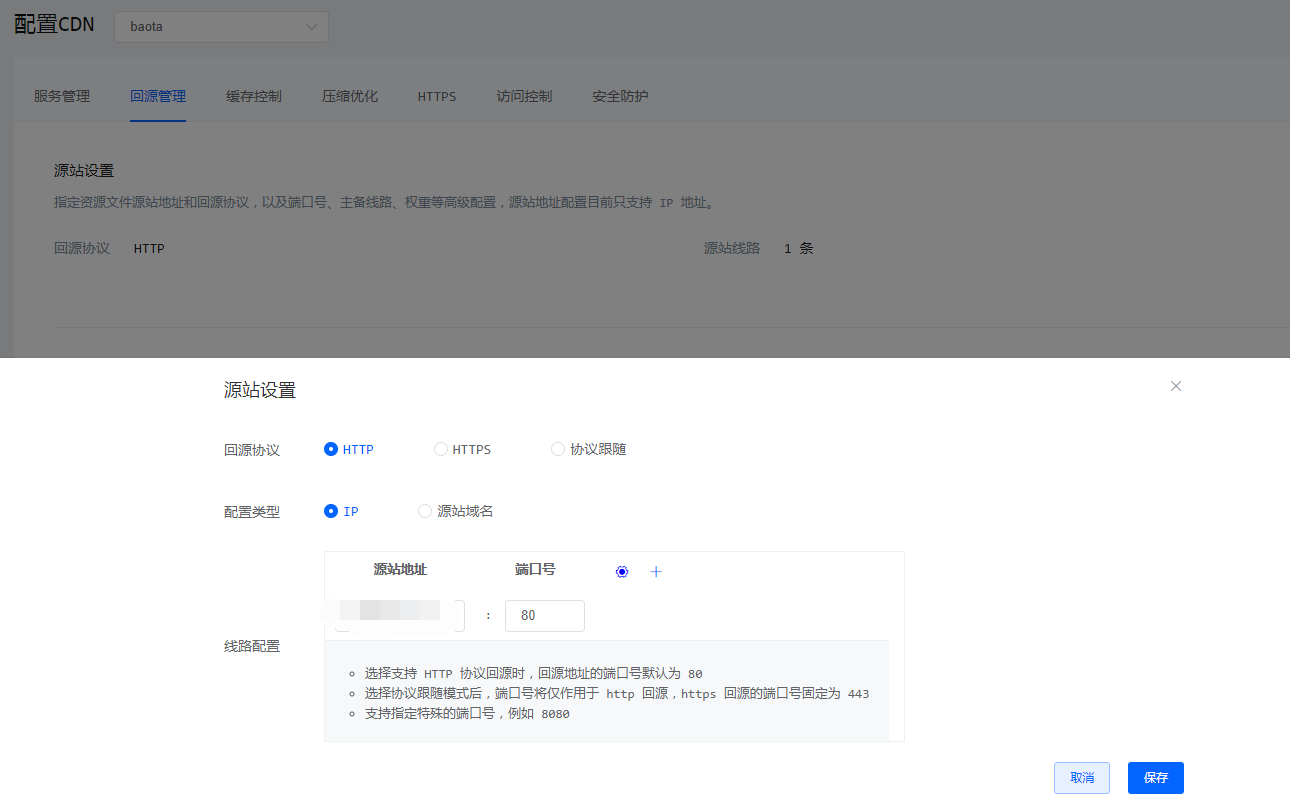 配置CDN baota
服务管理 回源管理 缓存控制 压缩优化 HTTPS 访问控制 安全防护
源站设置
指定资源文件源站地址和回源协议，以及端口号、主备线路、权重等高级配置，源站地址配置目前只支持 IP 地址。
回源协议 HTTP 源站线路 1 条
源站设置
回源协议 HTTP HTTPS 协议跟随
配置类型 IP 源站域名
源站地址 端口号
: 80
线路配置
选择支持 HTTP 协议回源时，回源地址的端口号默认为 80
选择协议跟随模式后，端口号将仅作用于 http 回源，https 回源的端口号固定为 443
支持指定特殊的端口号，例如 8080
取消 保存